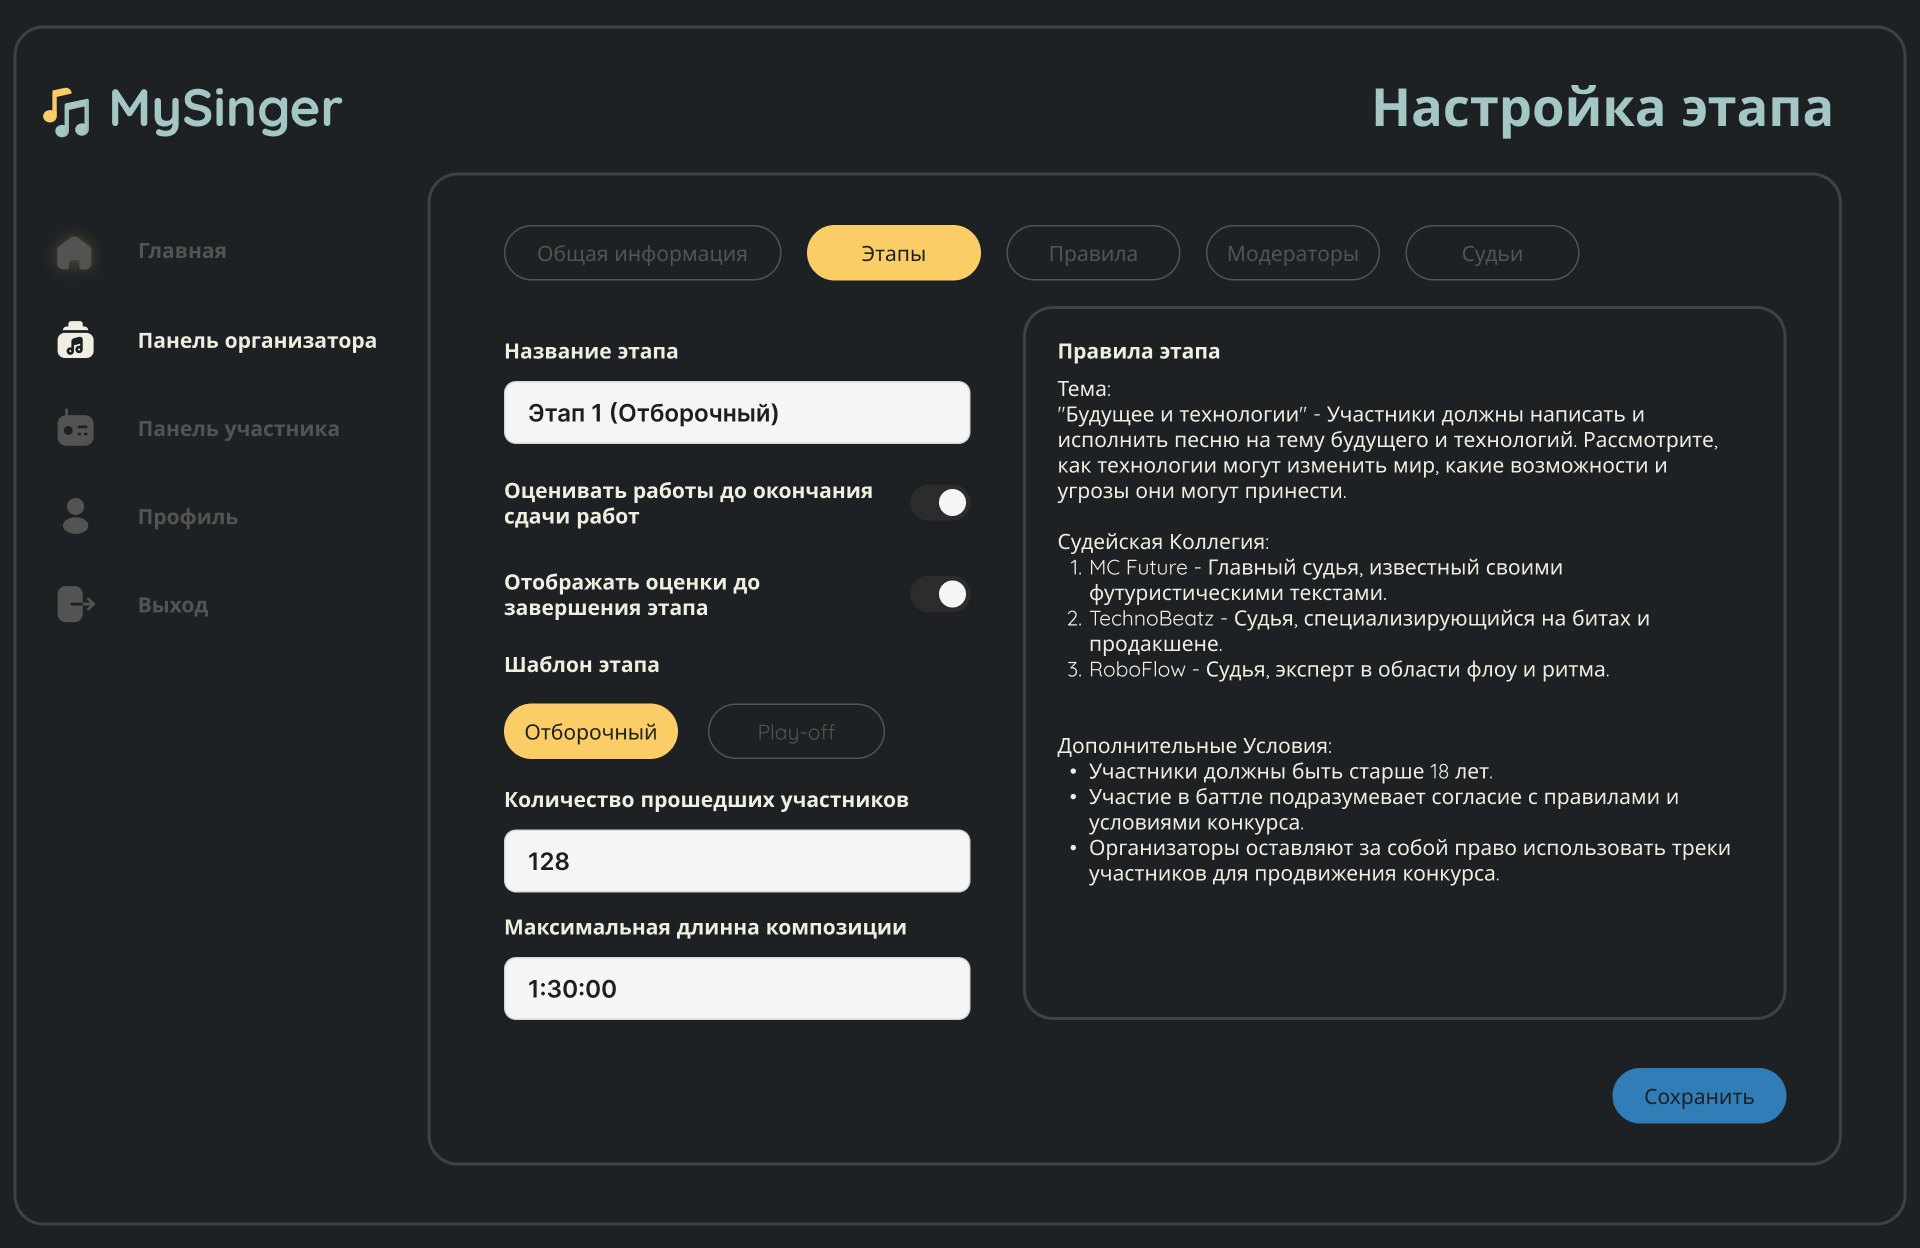 MySinger
Настройка этапа
Главная
Панель организатора
Панель участника
Профиль
Выход
Общая информация
Этапы
Правила
Модераторы
Судьи
Название этапа
Этап 1 (Отборочный)
Оценивать работы до окончания
сдачи работ
Отображать оценки до
завершения этапа
Шаблон этапа
Отборочный
Play-off
Количество прошедших участников
128
Максимальная длинна композиции
1:30:00
Правила этапа
Тема:
"Будущее и технологии" - Участники должны написать и
исполнить песню на тему будущего и технологий. Рассмотрите,
как технологии могут изменить мир, какие возможности и
угрозы они могут принести.
Судейская Коллегия:
1. MC Future - Главный судья, известный своими
футуристическими текстами.
2. TechnoBeatz - Судья, специализирующийся на битах и
продакшене.
3. RoboFlow - Судья, эксперт в области флоу и ритма.
Дополнительные Условия:
• Участники должны быть старше 18 лет.
• Участие в баттле подразумевает согласие с правилами и
условиями конкурса.
• Организаторы оставляют за собой право использовать треки
участников для продвижения конкурса.
Сохранить